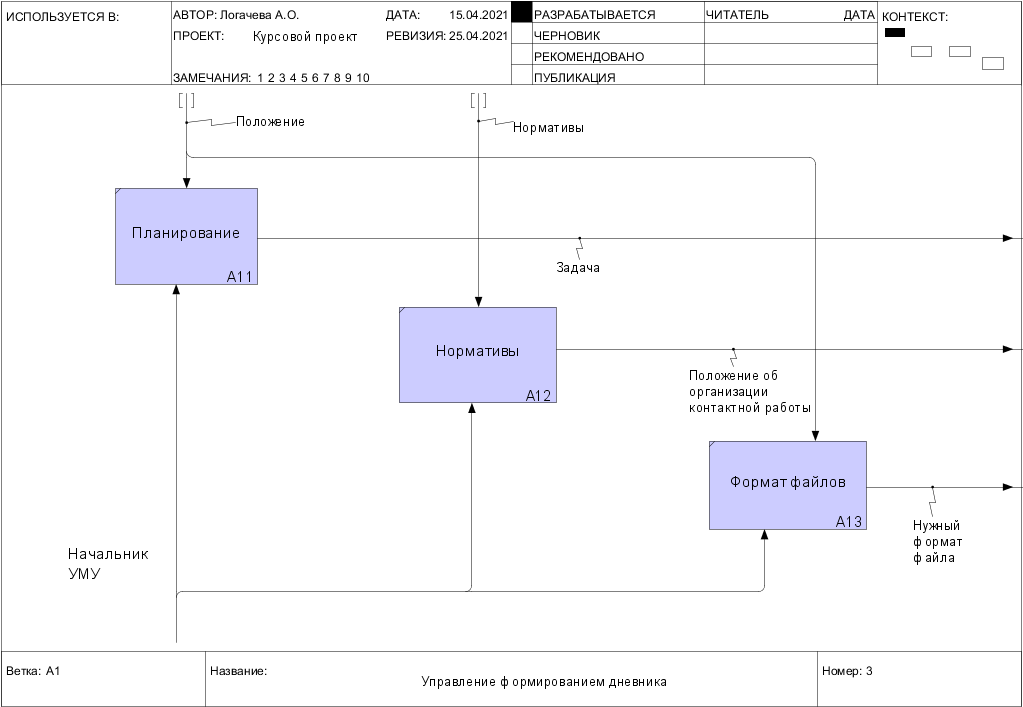 ИСПОЛЬЗУЕТСЯ В:
АВТОР: Логачева А.О.
ДАТА: 15.04.2021
РАЗРАБАТЫВАЕТСЯ
ЧИТАТЕЛЬ
ДАТА
КОНТЕКСТ:
ПРОЕКТ: Курсовой проект
РЕВИЗИЯ: 25.04.2021
ЧЕРНОВИК
РЕКОМЕНДОВАНО
ЗАМЕЧАНИЯ: 1 2 3 4 5 6 7 8 9 10
ПУБЛИКАЦИЯ
Положение
Нормативы
Планирование
A11
Задача
Нормативы
A12
Положение об
организации
контактной работы
Формат файлов
A13
Нужный
формат
файла
Начальник
УМУ
Ветка: A1
Название:
Управление формированием дневника
Номер: 3